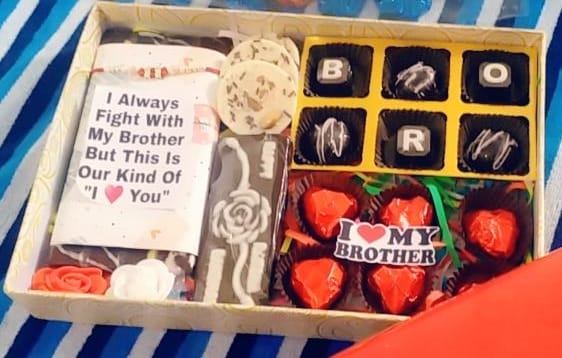 I Always
Fight With
My Brother
But This Is
Our Kind Of
"I ❤ You"
B
O
R
I ❤ MY
BROTHER